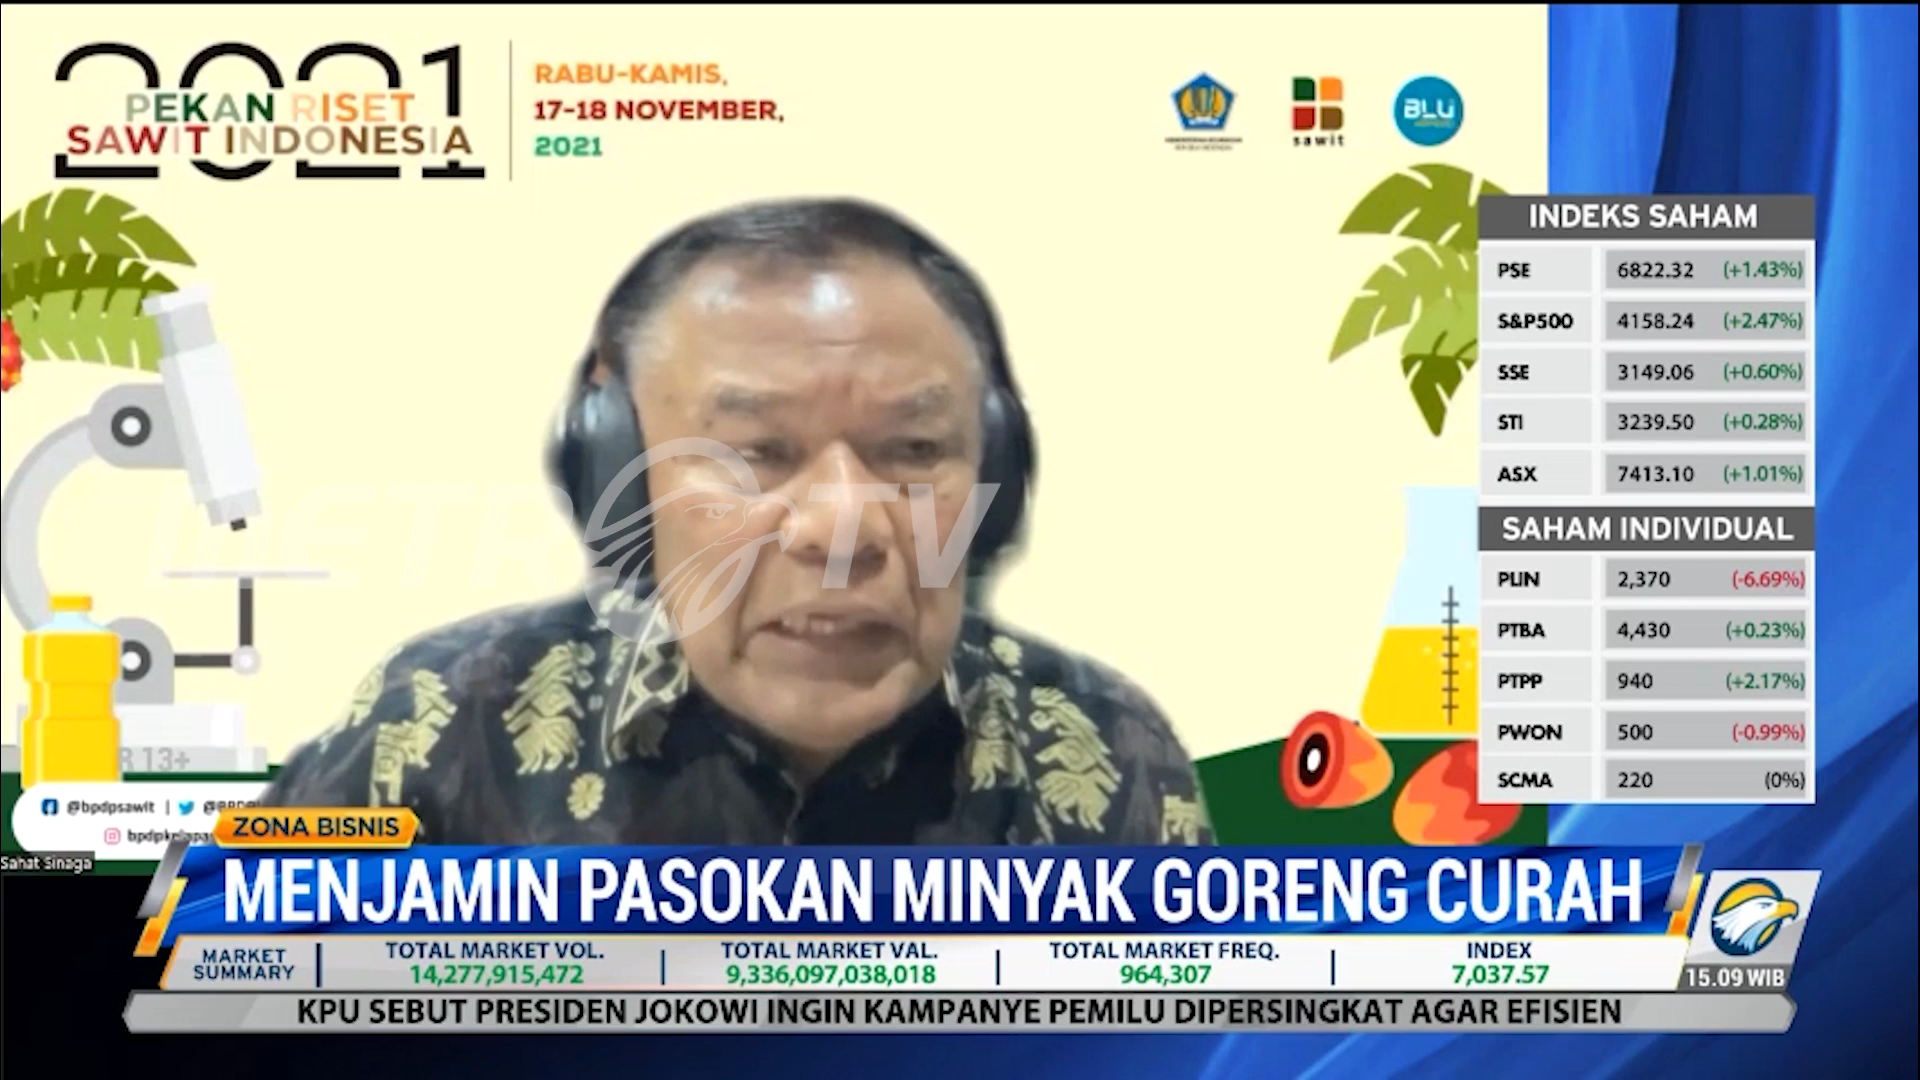 2021
PEKAN RISET
SAWIT INDONESIA
RABU-KAMIS,
17-18 NOVEMBER,
2021
sawit
BLU
INDEKS SAHAM
PSE 6822.32 (+1.43%)
S&P500 4158.24 (+2.47%)
SSE 3149.06 (+0.60%)
STI 3239.50 (+0.28%)
ASX 7413.10 (+1.01%)
SAHAM INDIVIDUAL
PLIN 2,370 (-6.69%)
PTBA 4,430 (+0.23%)
PTPP 940 (+2.17%)
PWON 500 (-0.99%)
SCMA 220 (0%)
METRO TV
R 13+
@bpdpsawit |
Sahat Sinaga
ZONA BISNIS
MENJAMIN PASOKAN MINYAK GORENG CURAH
MARKET SUMMARY
TOTAL MARKET VOL.
14,277,915,472
TOTAL MARKET VAL.
9,336,097,038,018
TOTAL MARKET FREQ.
964,307
INDEX
7,037.57
15.09 WIB
KPU SEBUT PRESIDEN JOKOWI INGIN KAMPANYE PEMILU DIPERSINGKAT AGAR EFISIEN